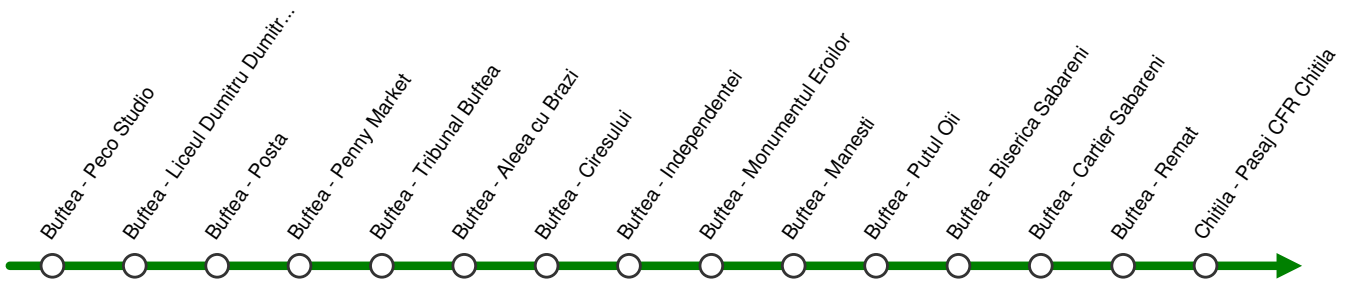 Buftea - Peco Studio
Buftea - Liceul Dumitru Dumitr...
Buftea - Posta
Buftea - Penny Market
Buftea - Tribunal Buftea
Buftea - Aleea cu Brazi
Buftea - Ciresului
Buftea - Independentei
Buftea - Monumentul Eroilor
Buftea - Manesti
Buftea - Putul Oii
Buftea - Biserica Sabareni
Buftea - Cartier Sabareni
Buftea - Remat
Chitila - Pasaj CFR Chitila